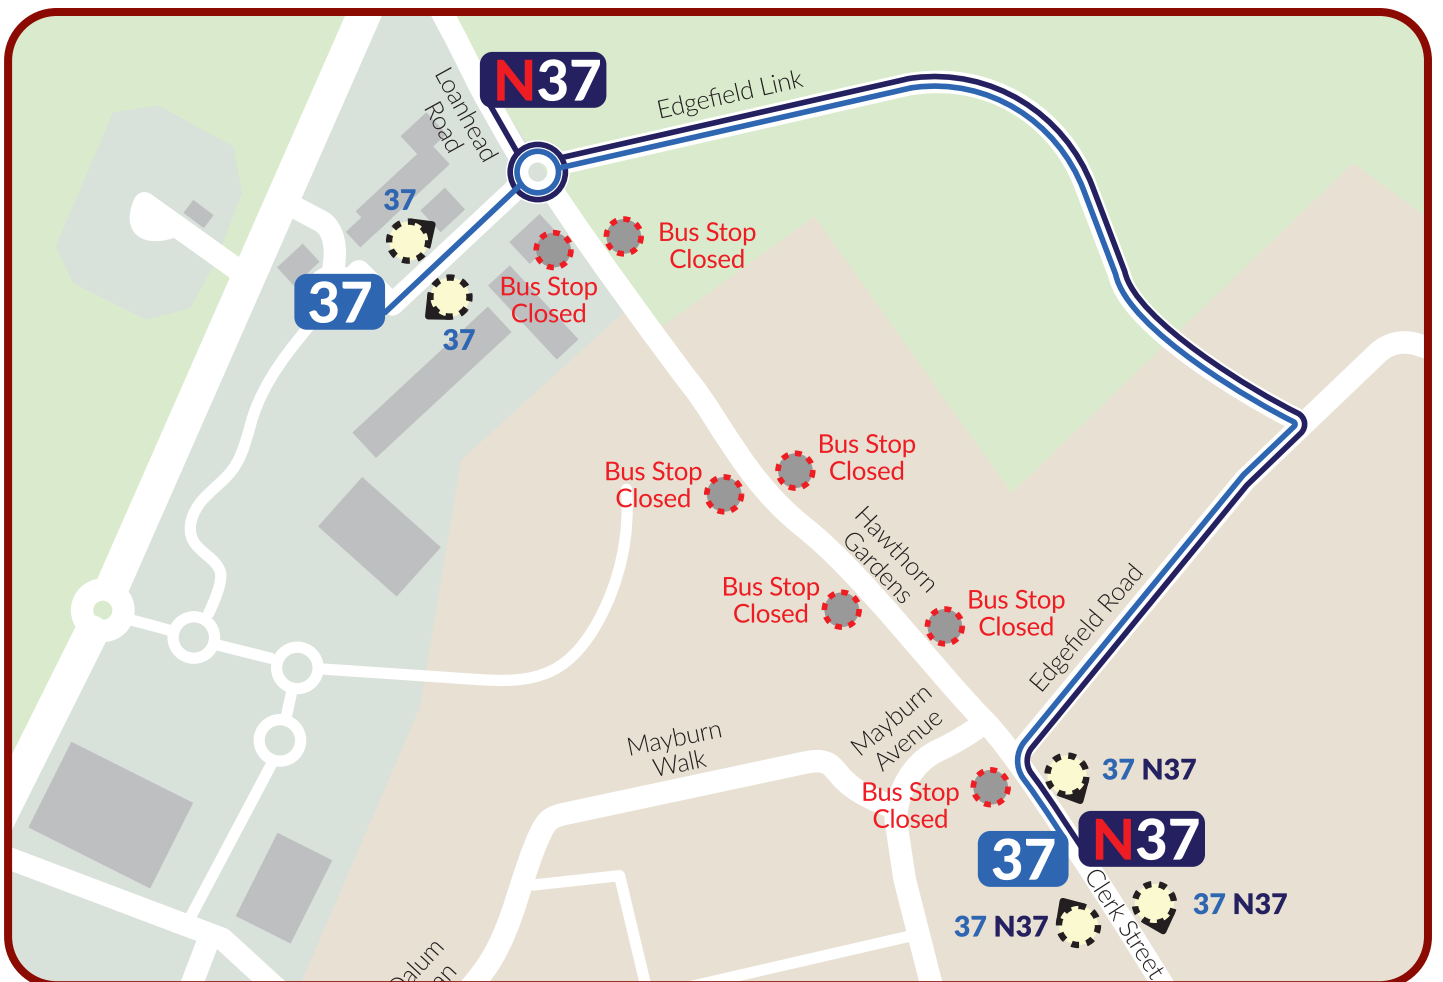 N37
Edgefield Link
Loanhead
Road
37
Bus Stop
Closed
Bus Stop
Closed
37
37
Bus Stop
Closed
Bus Stop
Closed
Hawthorn
Gardens
Bus Stop
Closed
Bus Stop
Closed
Edgefield Road
Mayburn
Walk
Mayburn
Avenue
Bus Stop
Closed
37 N37
N37
37
Clerk Street
37 N37
37 N37
Dalum